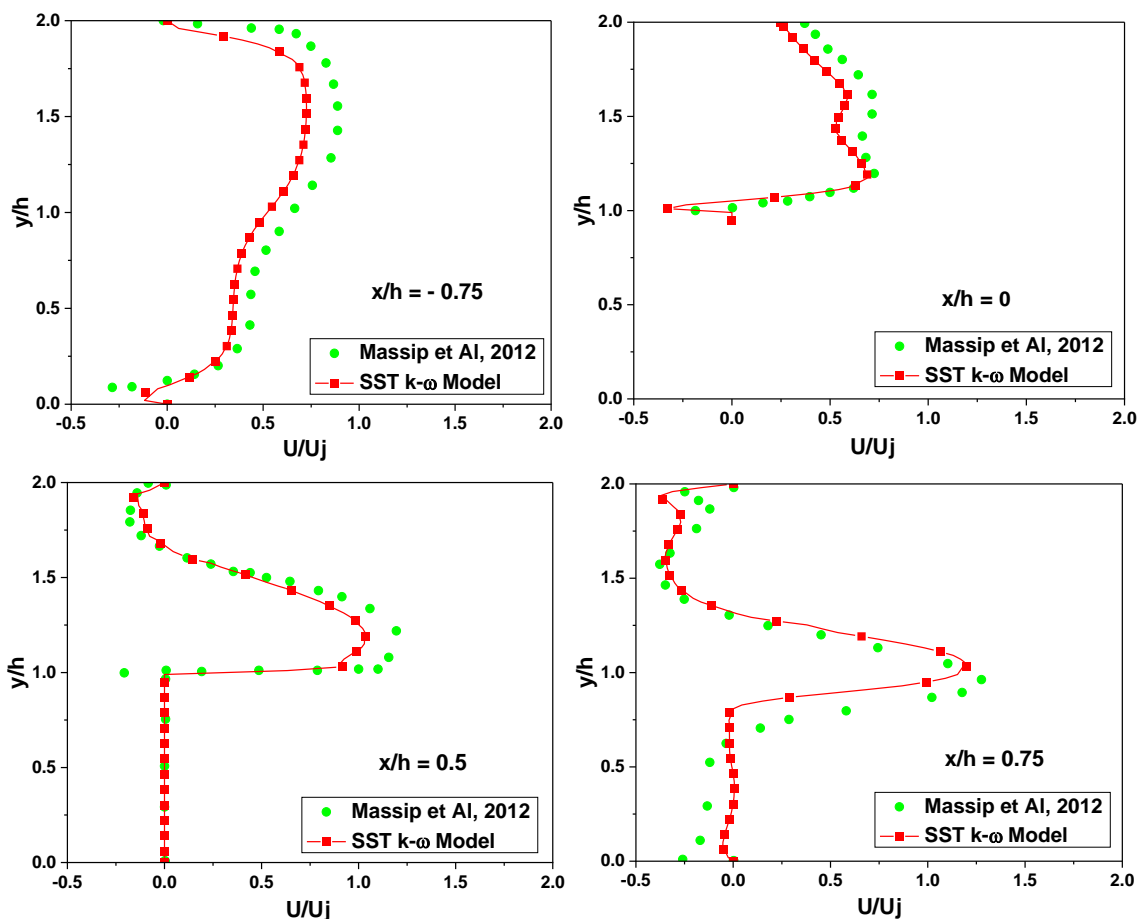 2.0
1.5
1.0
0.5
0.0
y/h
x/h = - 0.75
Massip et Al, 2012
SST k-ω Model
-0.5 0.0 0.5 1.0 1.5 2.0
U/Uj
2.0
1.5
1.0
0.5
0.0
y/h
x/h = 0
Massip et Al, 2012
SST k-ω Model
-0.5 0.0 0.5 1.0 1.5 2.0
U/Uj
2.0
1.5
1.0
0.5
0.0
y/h
x/h = 0.5
Massip et Al, 2012
SST k-ω Model
-0.5 0.0 0.5 1.0 1.5 2.0
U/Uj
2.0
1.5
1.0
0.5
0.0
y/h
x/h = 0.75
Massip et Al, 2012
SST k-ω Model
-0.5 0.0 0.5 1.0 1.5 2.0
U/Uj